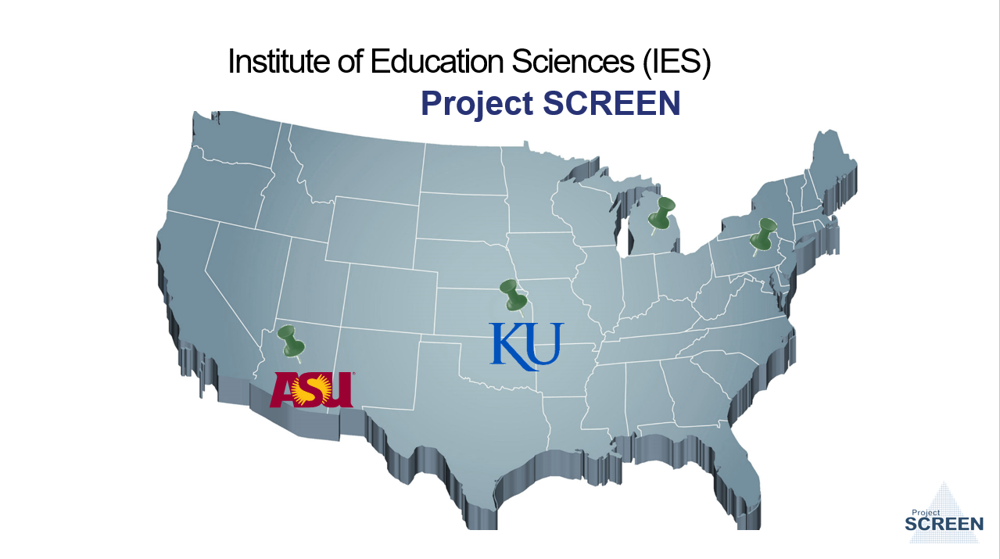 Institute of Education Sciences (IES)
Project SCREEN
KU
ASU
Project
SCREEN